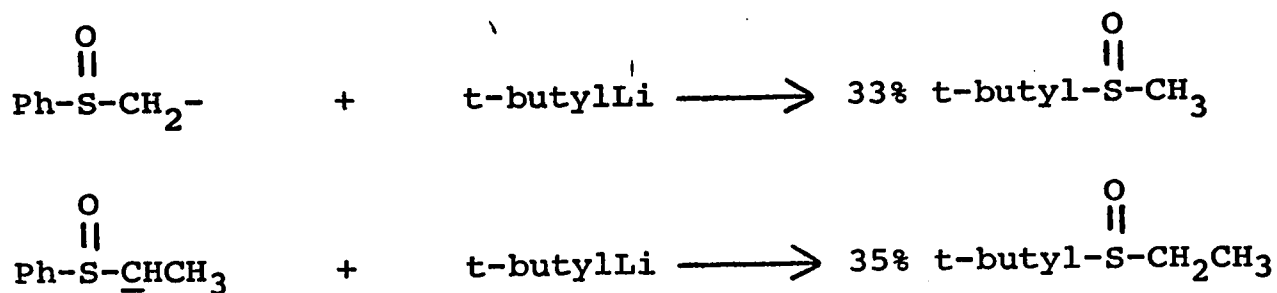 O O
|| ||
Ph-S-CH2- + t-butylLi ⟶ 33% t-butyl-S-CH3
O O
|| ||
Ph-S-CHCH3 + t-butylLi ⟶ 35% t-butyl-S-CH2CH3